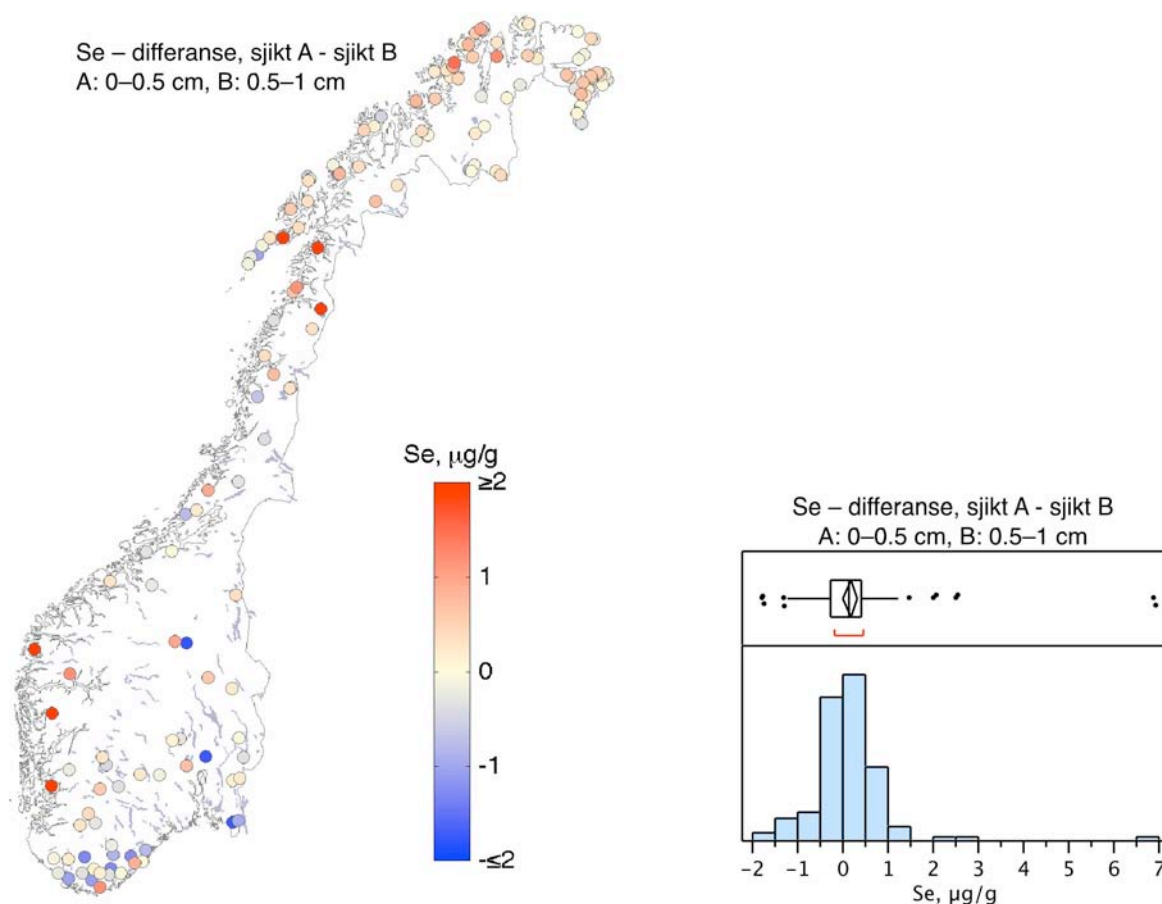 Se – differanse, sjikt A - sjikt B
A: 0–0.5 cm, B: 0.5–1 cm
Se, µg/g
≥2
1
0
-1
-≤2
Se – differanse, sjikt A - sjikt B
A: 0–0.5 cm, B: 0.5–1 cm
-2 -1 0 1 2 3 4 5 6 7
Se, µg/g